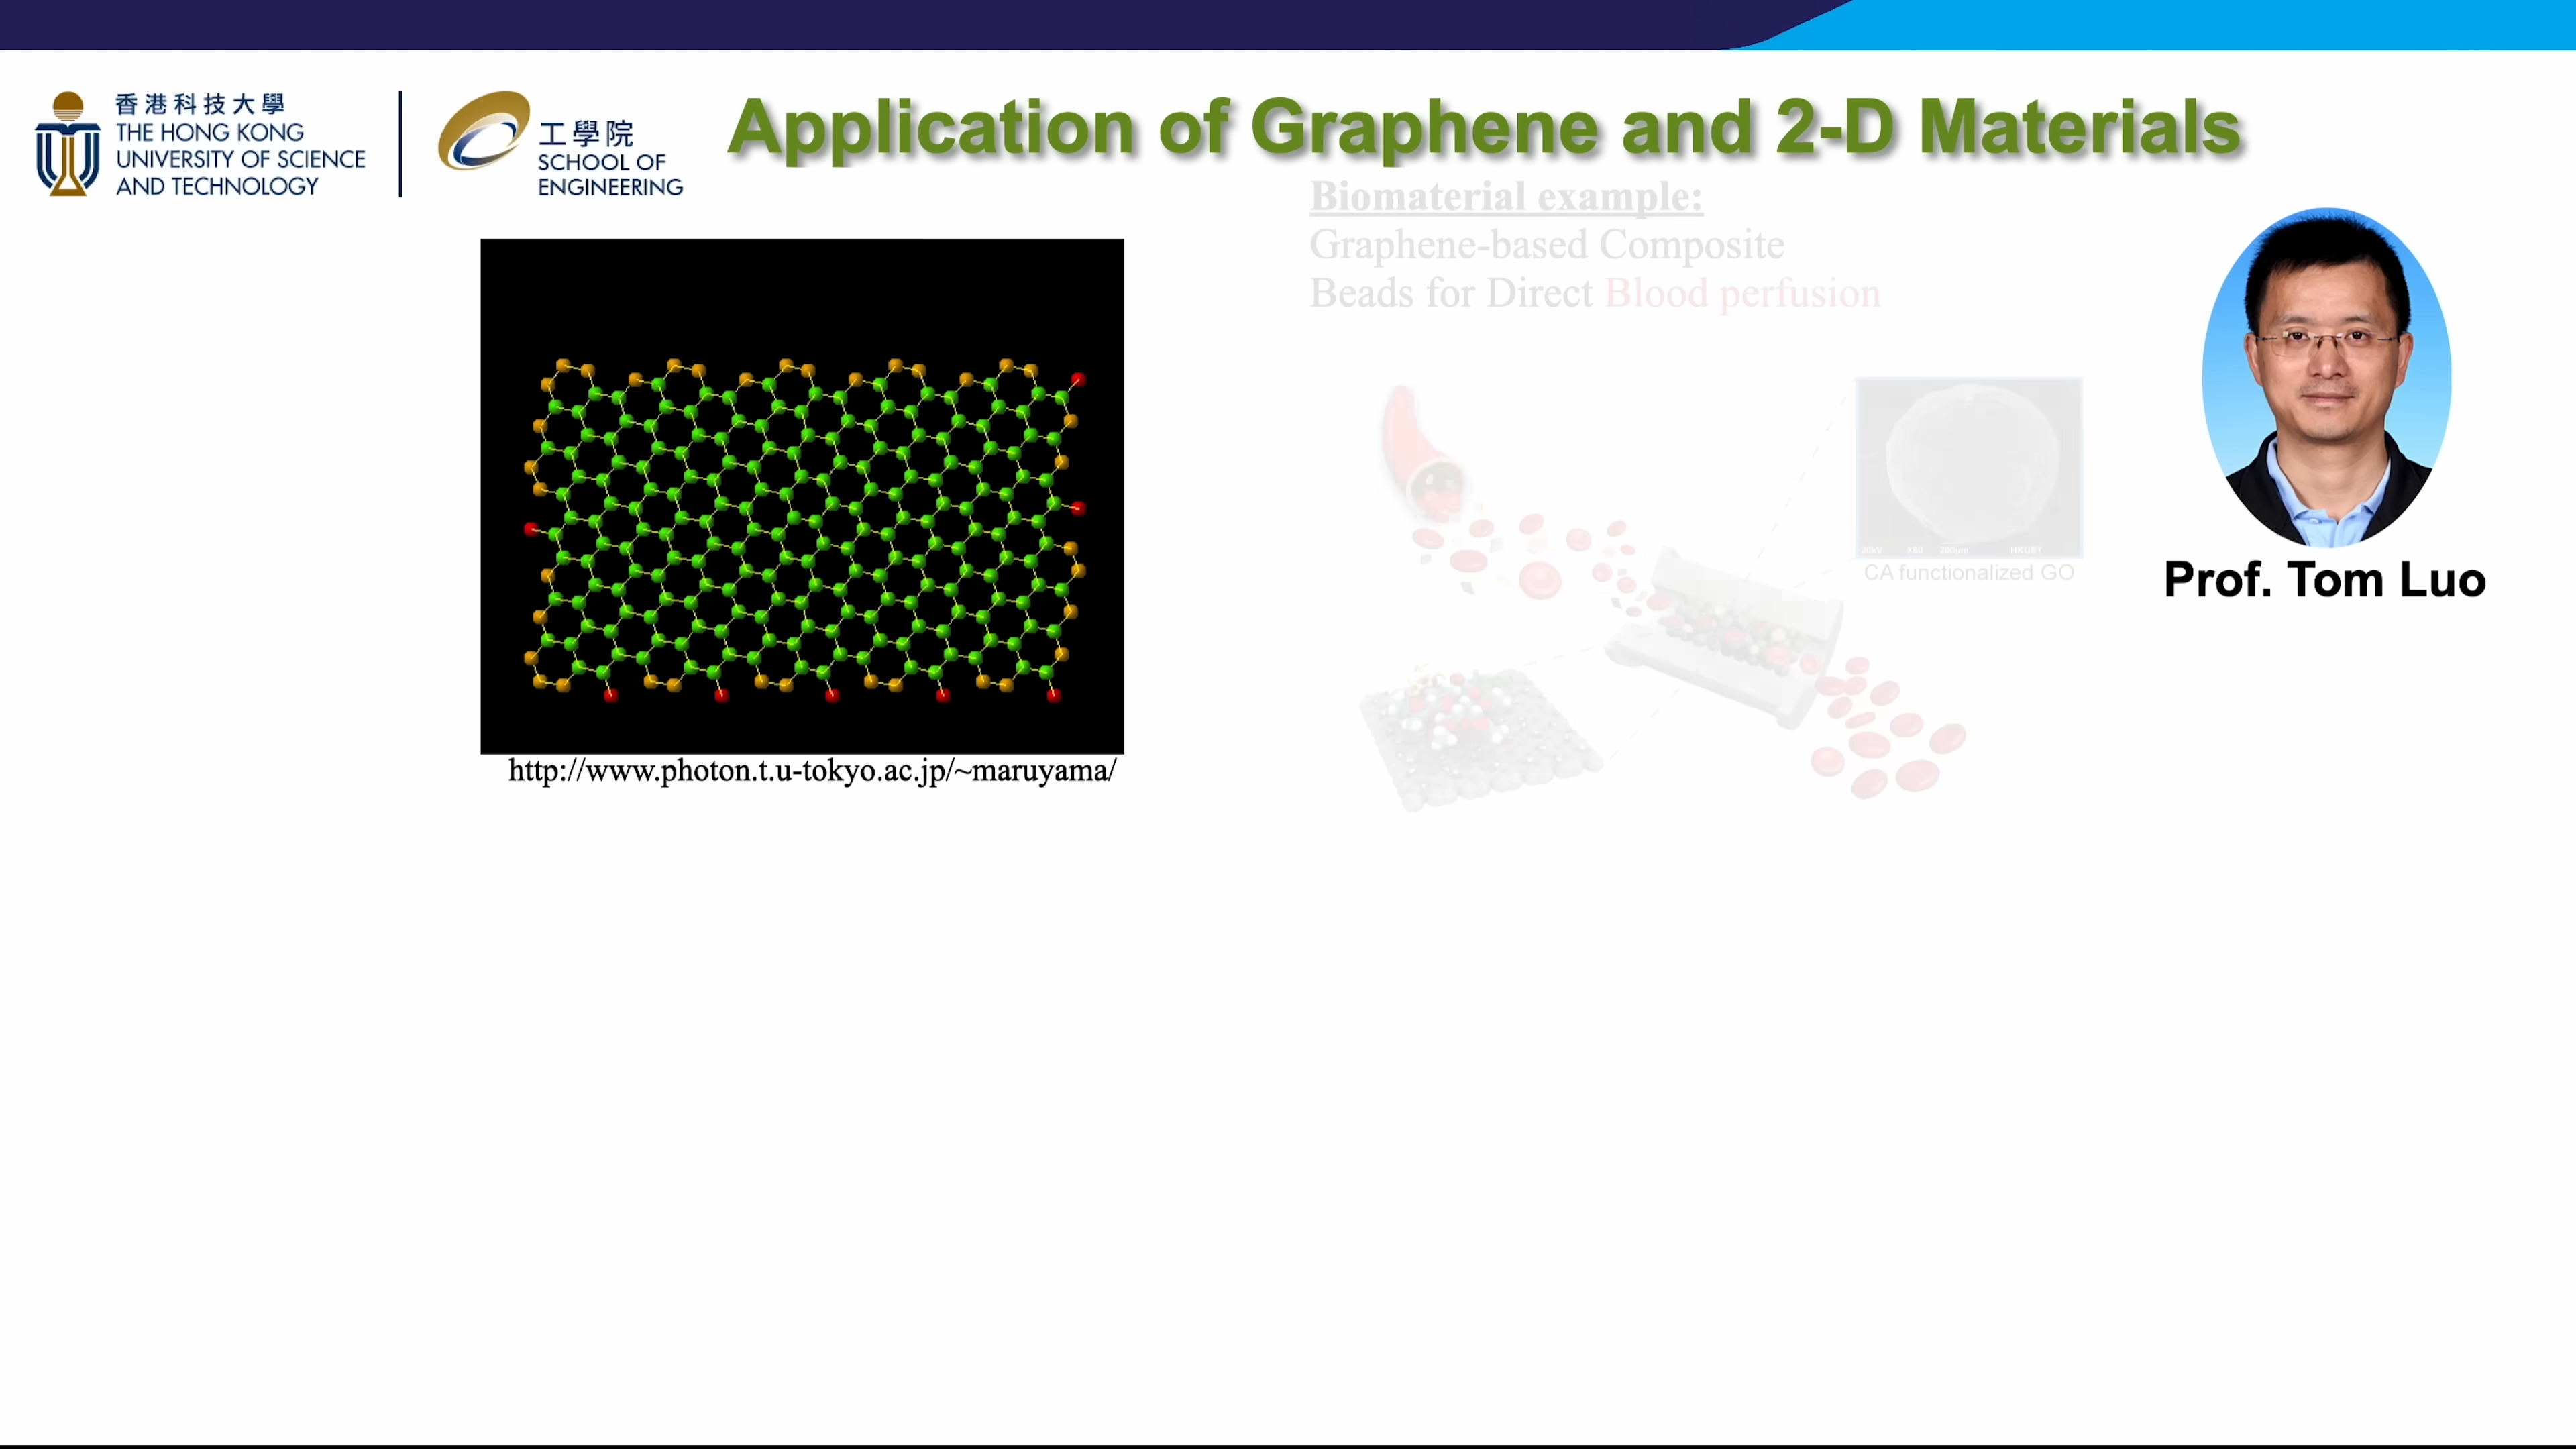 香港科技大學
THE HONG KONG
UNIVERSITY OF SCIENCE
AND TECHNOLOGY
工學院
SCHOOL OF
ENGINEERING
Application of Graphene and 2-D Materials
Biomaterial example:
Graphene-based Composite
Beads for Direct Blood perfusion
CA functionalized GO
Prof. Tom Luo
http://www.photon.t.u-tokyo.ac.jp/~maruyama/